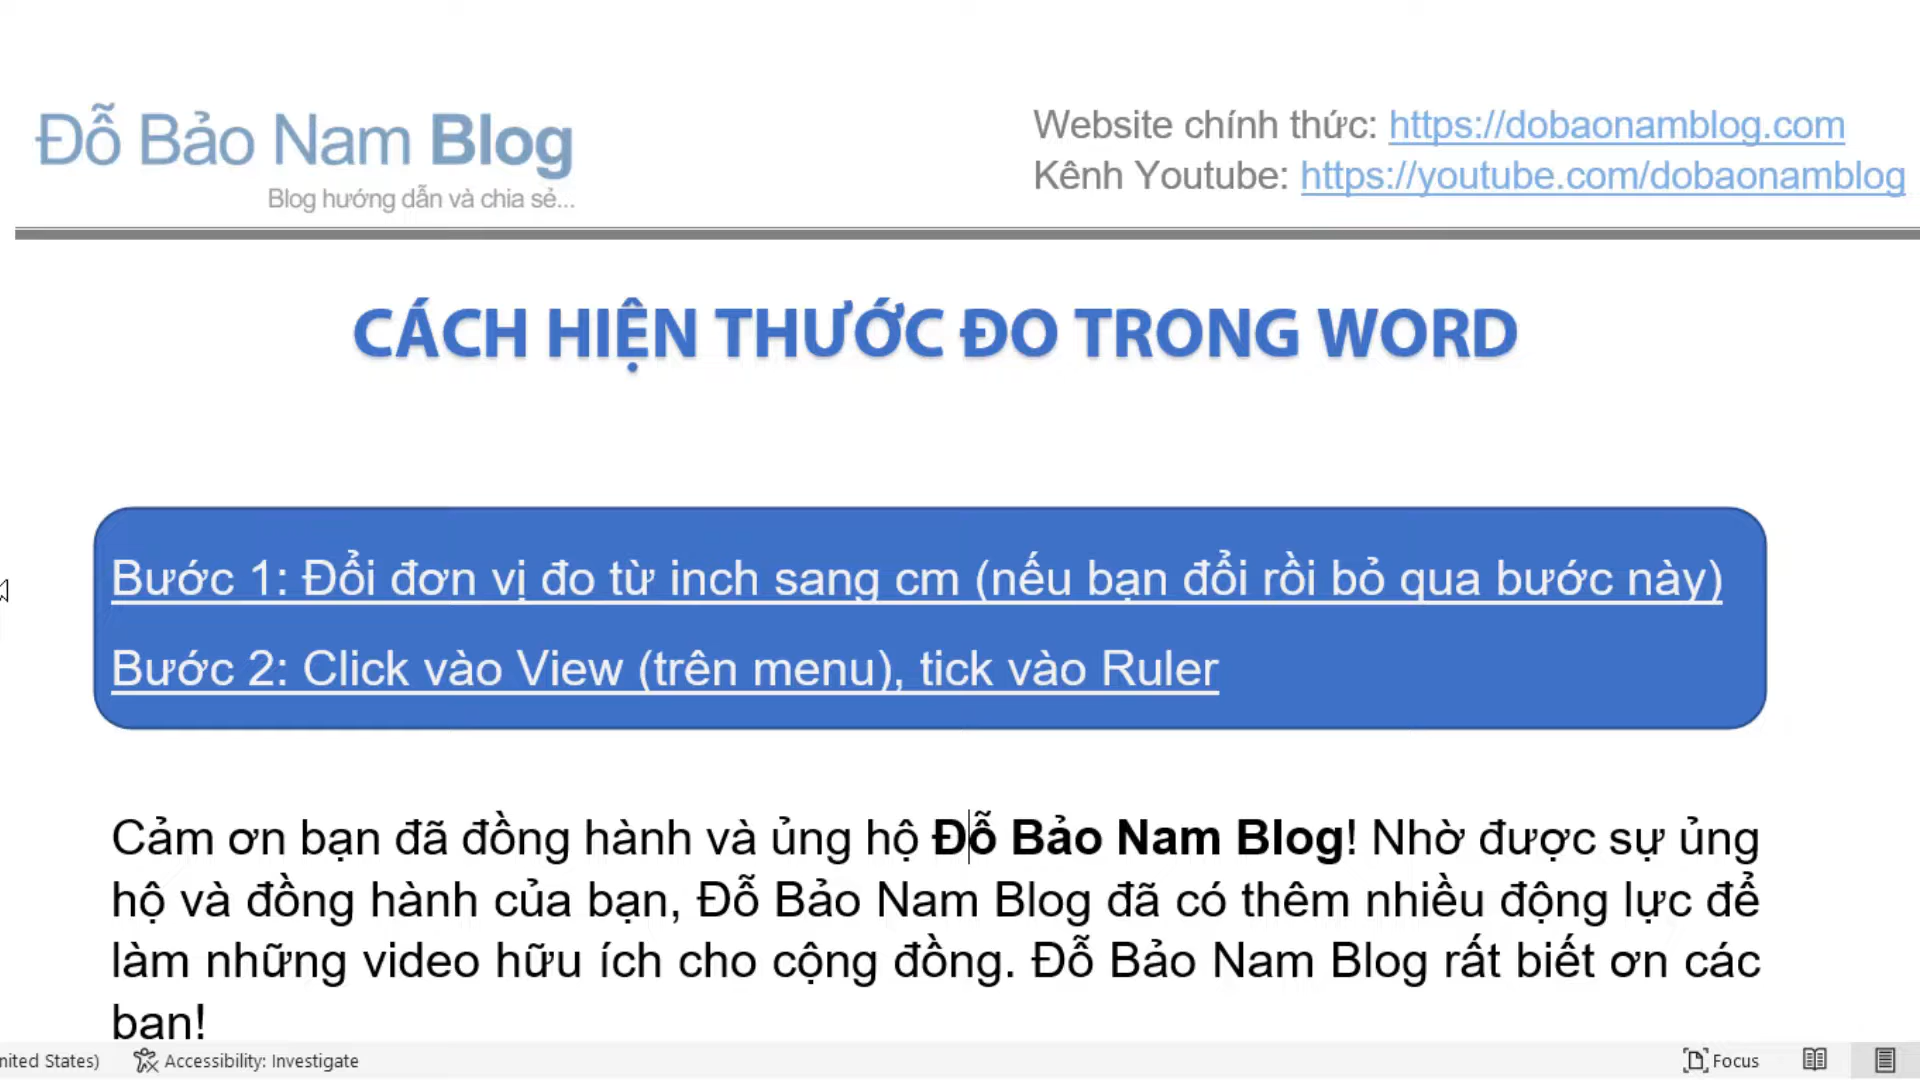 Đỗ Bảo Nam Blog
Blog hướng dẫn và chia sẻ...
Website chính thức: https://dobaonamblog.com
Kênh Youtube: https://youtube.com/dobaonamblog
CÁCH HIỆN THƯỚC ĐO TRONG WORD
Bước 1: Đổi đơn vị đo từ inch sang cm (nếu bạn đổi rồi bỏ qua bước này)
Bước 2: Click vào View (trên menu), tick vào Ruler
Cảm ơn bạn đã đồng hành và ủng hộ Đỗ Bảo Nam Blog! Nhờ được sự ủng
hộ và đồng hành của bạn, Đỗ Bảo Nam Blog đã có thêm nhiều động lực để
làm những video hữu ích cho cộng đồng. Đỗ Bảo Nam Blog rất biết ơn các
bạn!
nited States) Accessibility: Investigate Focus